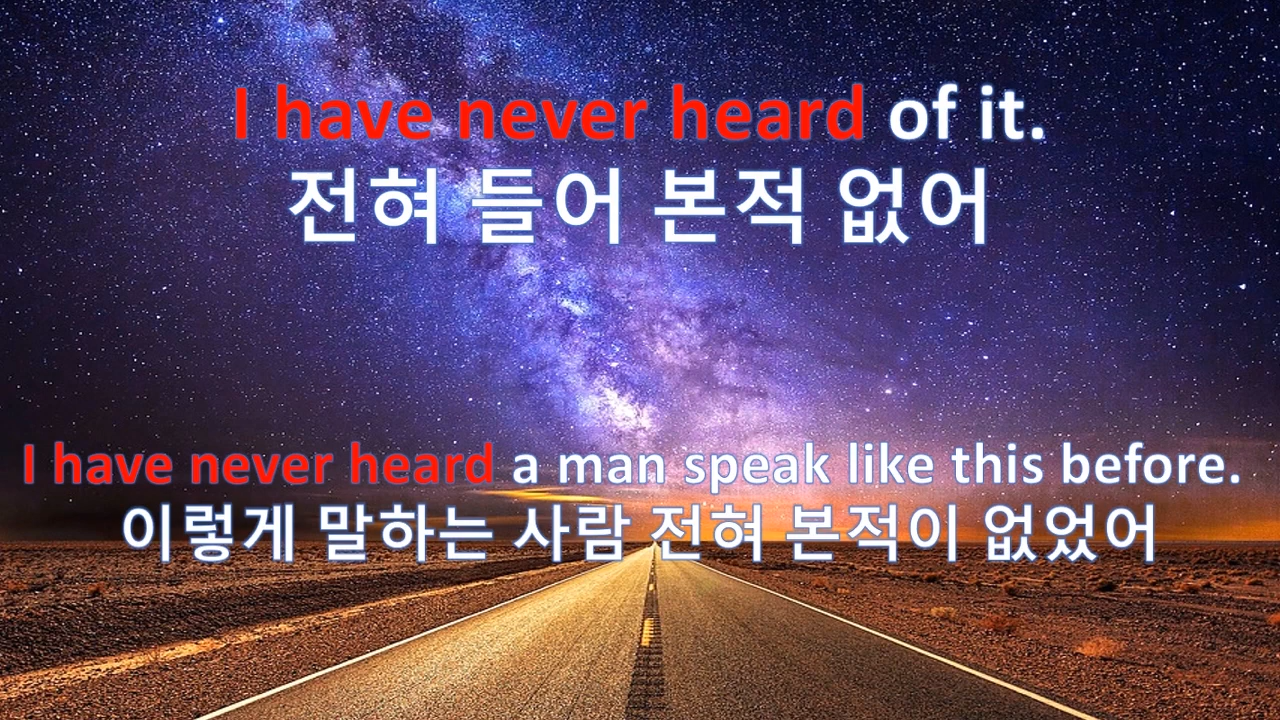 I have never heard of it.
전혀 들어 본적 없어
I have never heard a man speak like this before.
이렇게 말하는 사람 전혀 본적이 없었어